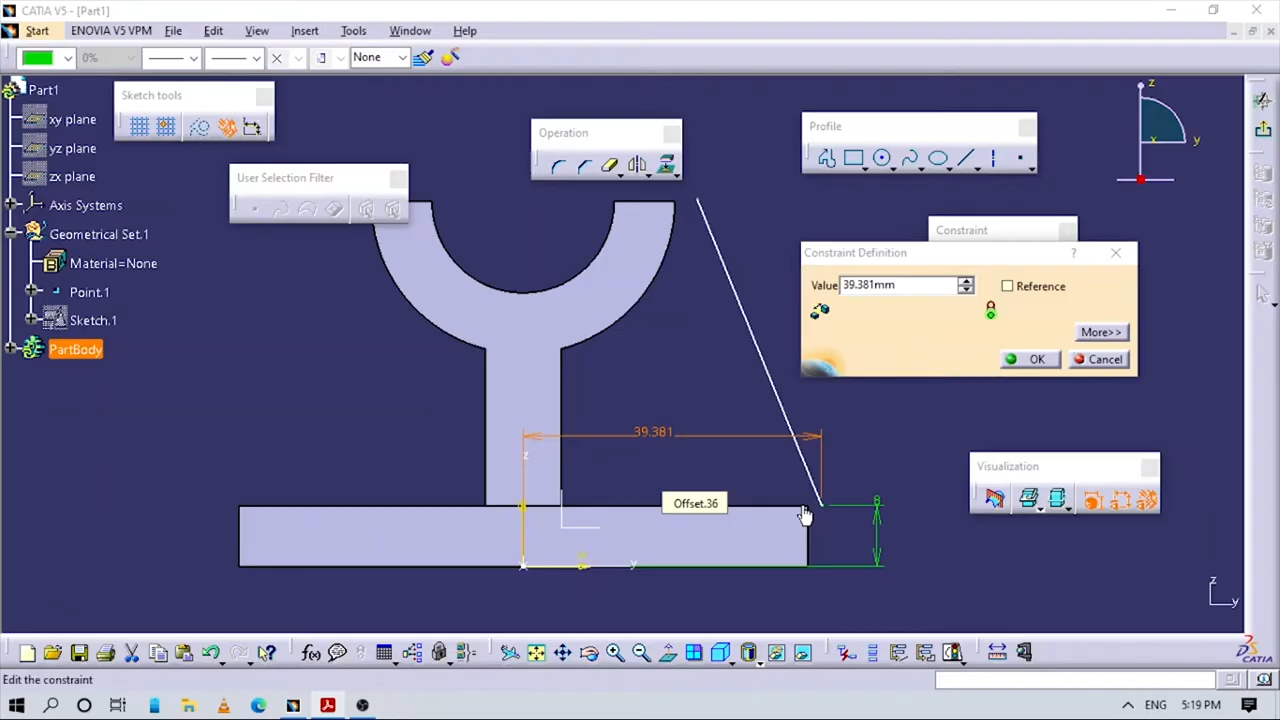 CATIA V5 - [Part1]
Start ENOVIA V5 VPM File Edit View Insert Tools Window Help
0% None
Part1
xy plane
yz plane
zx plane
Axis Systems
Geometrical Set.1
Material=None
Point.1
Sketch.1
PartBody
Sketch tools
User Selection Filter
Operation
Profile
z
x
y
Constraint
Constraint Definition ?
Value 39.381mm Reference
More>>
OK Cancel
39.381
z
Offset.36
8
y
Visualization
z
y
f(x)
DS
CATIA
Edit the constraint
ENG 5:19 PM